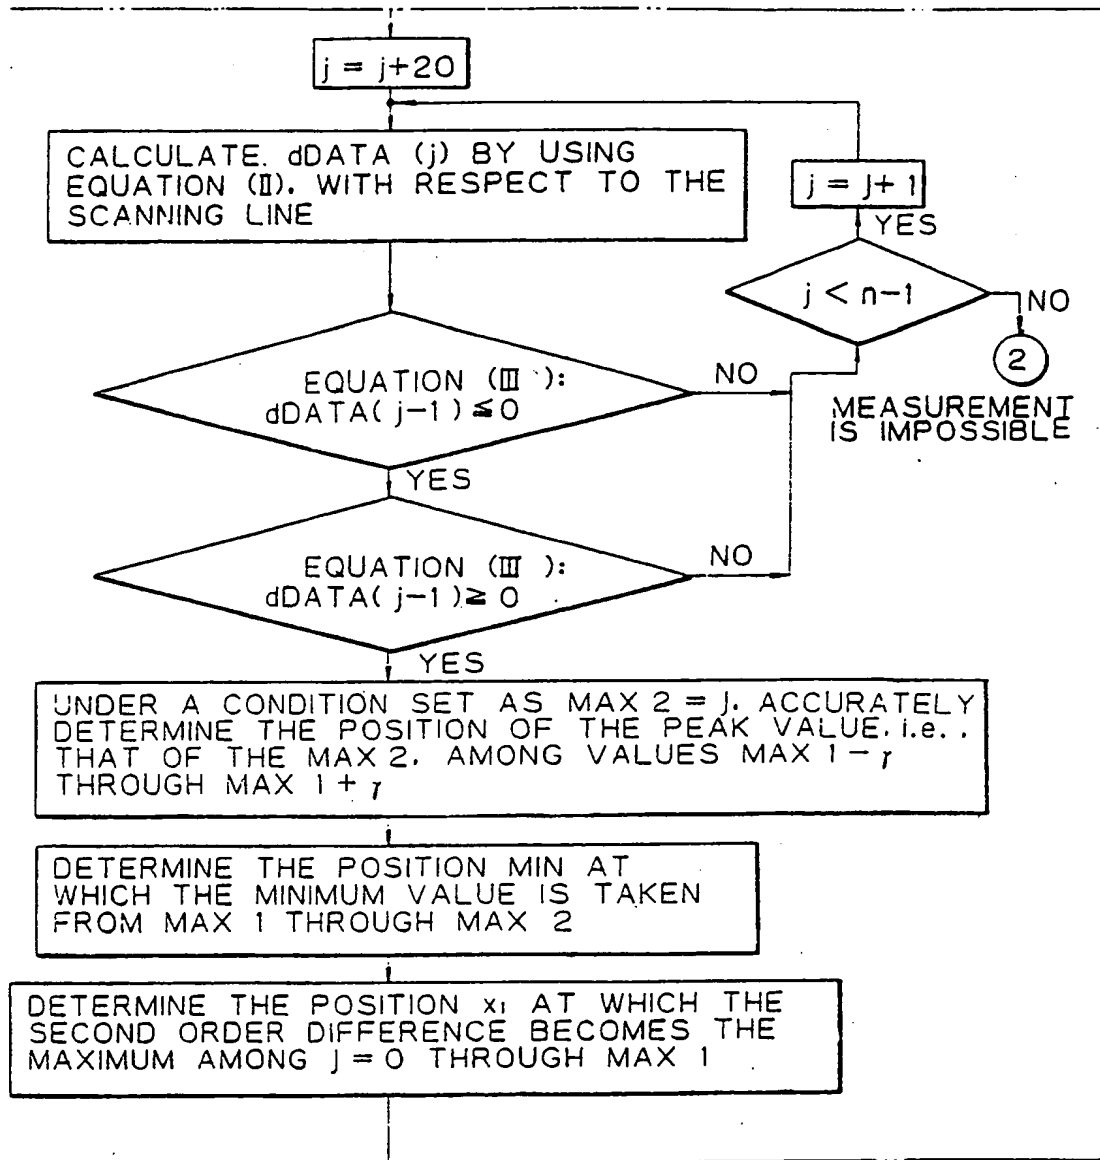 j = j+20
CALCULATE. dDATA (j) BY USING
EQUATION (II). WITH RESPECT TO THE
SCANNING LINE
j = j+ 1
YES
j < n-1
NO
2
MEASUREMENT
IS IMPOSSIBLE
EQUATION (III ):
dDATA( j-1 ) ≦ 0
NO
YES
EQUATION (III ):
dDATA( j-1 ) ≧ 0
NO
YES
UNDER A CONDITION SET AS MAX 2 = j. ACCURATELY
DETERMINE THE POSITION OF THE PEAK VALUE. i.e. .
THAT OF THE MAX 2. AMONG VALUES MAX 1 - γ
THROUGH MAX 1 + γ
DETERMINE THE POSITION MIN AT
WHICH THE MINIMUM VALUE IS TAKEN
FROM MAX 1 THROUGH MAX 2
DETERMINE THE POSITION x₁ AT WHICH THE
SECOND ORDER DIFFERENCE BECOMES THE
MAXIMUM AMONG j = 0 THROUGH MAX 1